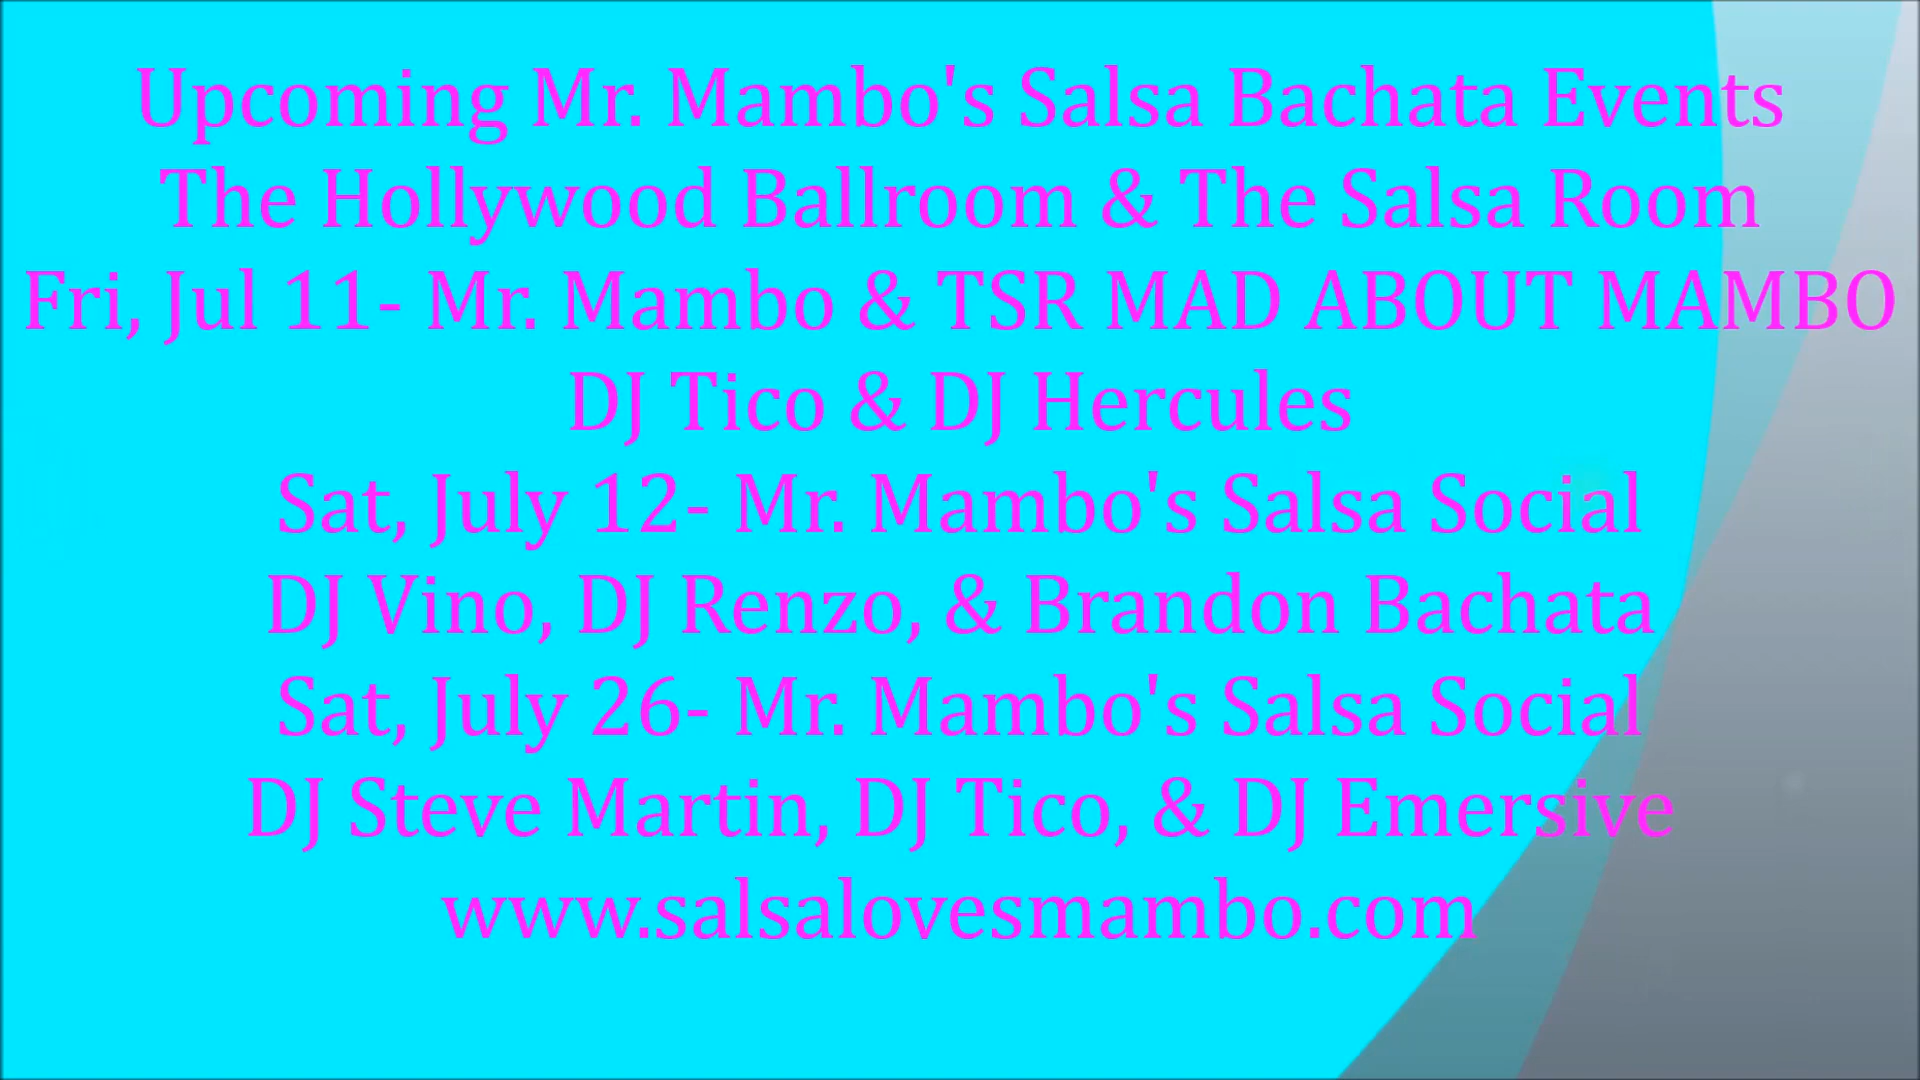 Upcoming Mr. Mambo's Salsa Bachata Events
The Hollywood Ballroom & The Salsa Room
Fri, Jul 11- Mr. Mambo & TSR MAD ABOUT MAMBO
DJ Tico & DJ Hercules
Sat, July 12- Mr. Mambo's Salsa Social
DJ Vino, DJ Renzo, & Brandon Bachata
Sat, July 26- Mr. Mambo's Salsa Social
DJ Steve Martin, DJ Tico, & DJ Emersive
www.salsalovesmambo.com